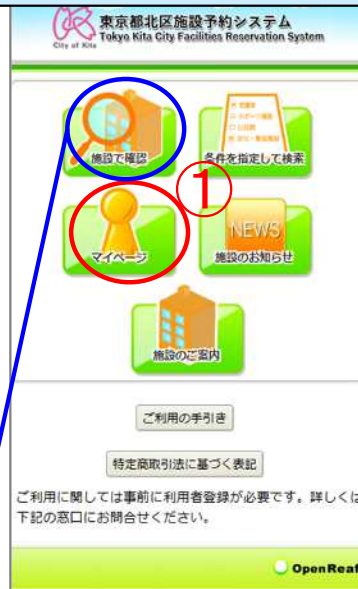 東京都北区施設予約システム
City of Kita Tokyo Kita City Facilities Reservation System
施設で確認
条件を指定して検索
①
マイページ
NEWS
施設のお知らせ
施設のご案内
ご利用の手引き
特定商取引法に基づく表記
ご利用に関しては事前に利用者登録が必要です。詳しくは
下記の窓口にお問合せください。
OpenReaf